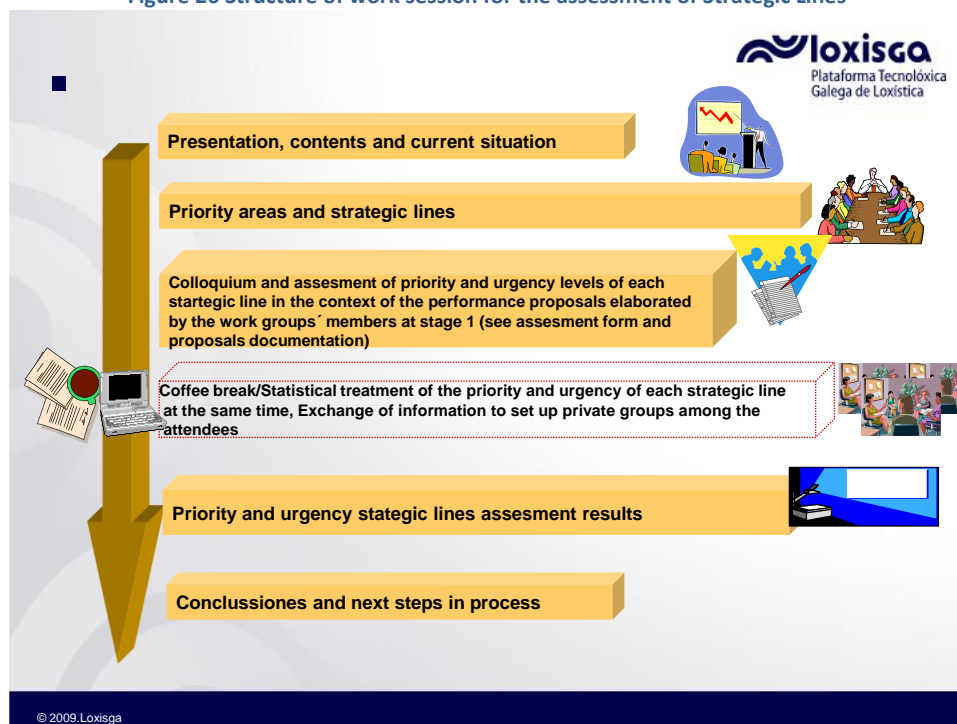 Figure 26 Structure of work session for the assessment of Strategic Lines
loxisga
Plataforma Tecnolóxica
Galega de Loxística
Presentation, contents and current situation
Priority areas and strategic lines
Colloquium and assesment of priority and urgency levels of each
startegic line in the context of the performance proposals elaborated
by the work groups´ members at stage 1 (see assesment form and
proposals documentation)
Coffee break/Statistical treatment of the priority and urgency of each strategic line
at the same time, Exchange of information to set up private groups among the
attendees
Priority and urgency stategic lines assesment results
Conclussiones and next steps in process
© 2009.Loxisga